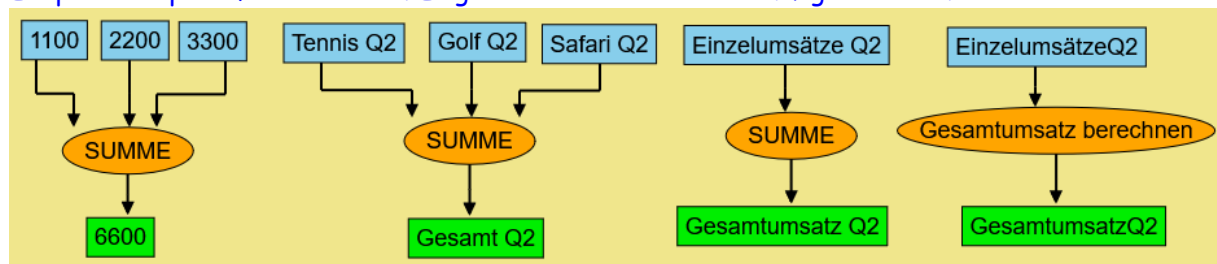 1100 2200 3300 Tennis Q2 Golf Q2 Safari Q2 Einzelumsätze Q2 EinzelumsätzeQ2
SUMME SUMME SUMME Gesamtumsatz berechnen
6600 Gesamt Q2 Gesamtumsatz Q2 GesamtumsatzQ2